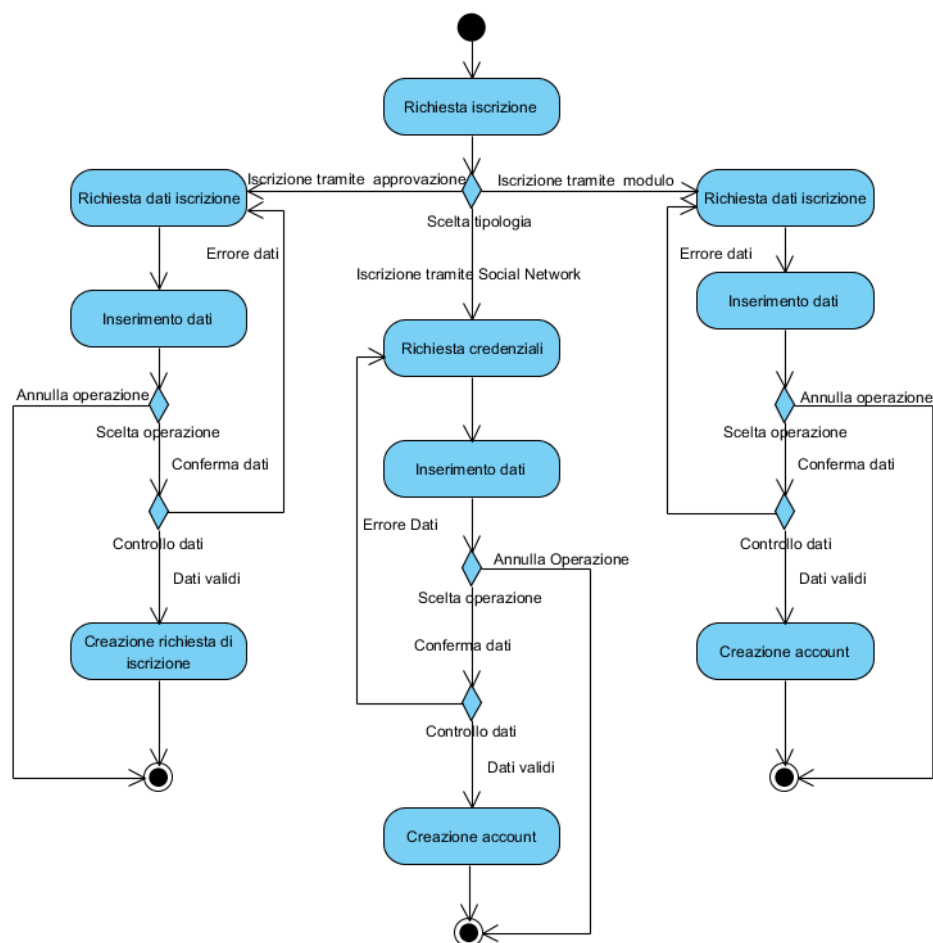 Richiesta iscrizione
Iscrizione tramite approvazione
Iscrizione tramite modulo
Richiesta dati iscrizione
Richiesta dati iscrizione
Scelta tipologia
Errore dati
Errore dati
Iscrizione tramite Social Network
Inserimento dati
Inserimento dati
Richiesta credenziali
Annulla operazione
Annulla operazione
Scelta operazione
Scelta operazione
Conferma dati
Inserimento dati
Conferma dati
Errore Dati
Controllo dati
Controllo dati
Annulla Operazione
Dati validi
Dati validi
Scelta operazione
Creazione richiesta di
iscrizione
Conferma dati
Creazione account
Controllo dati
Dati validi
Creazione account